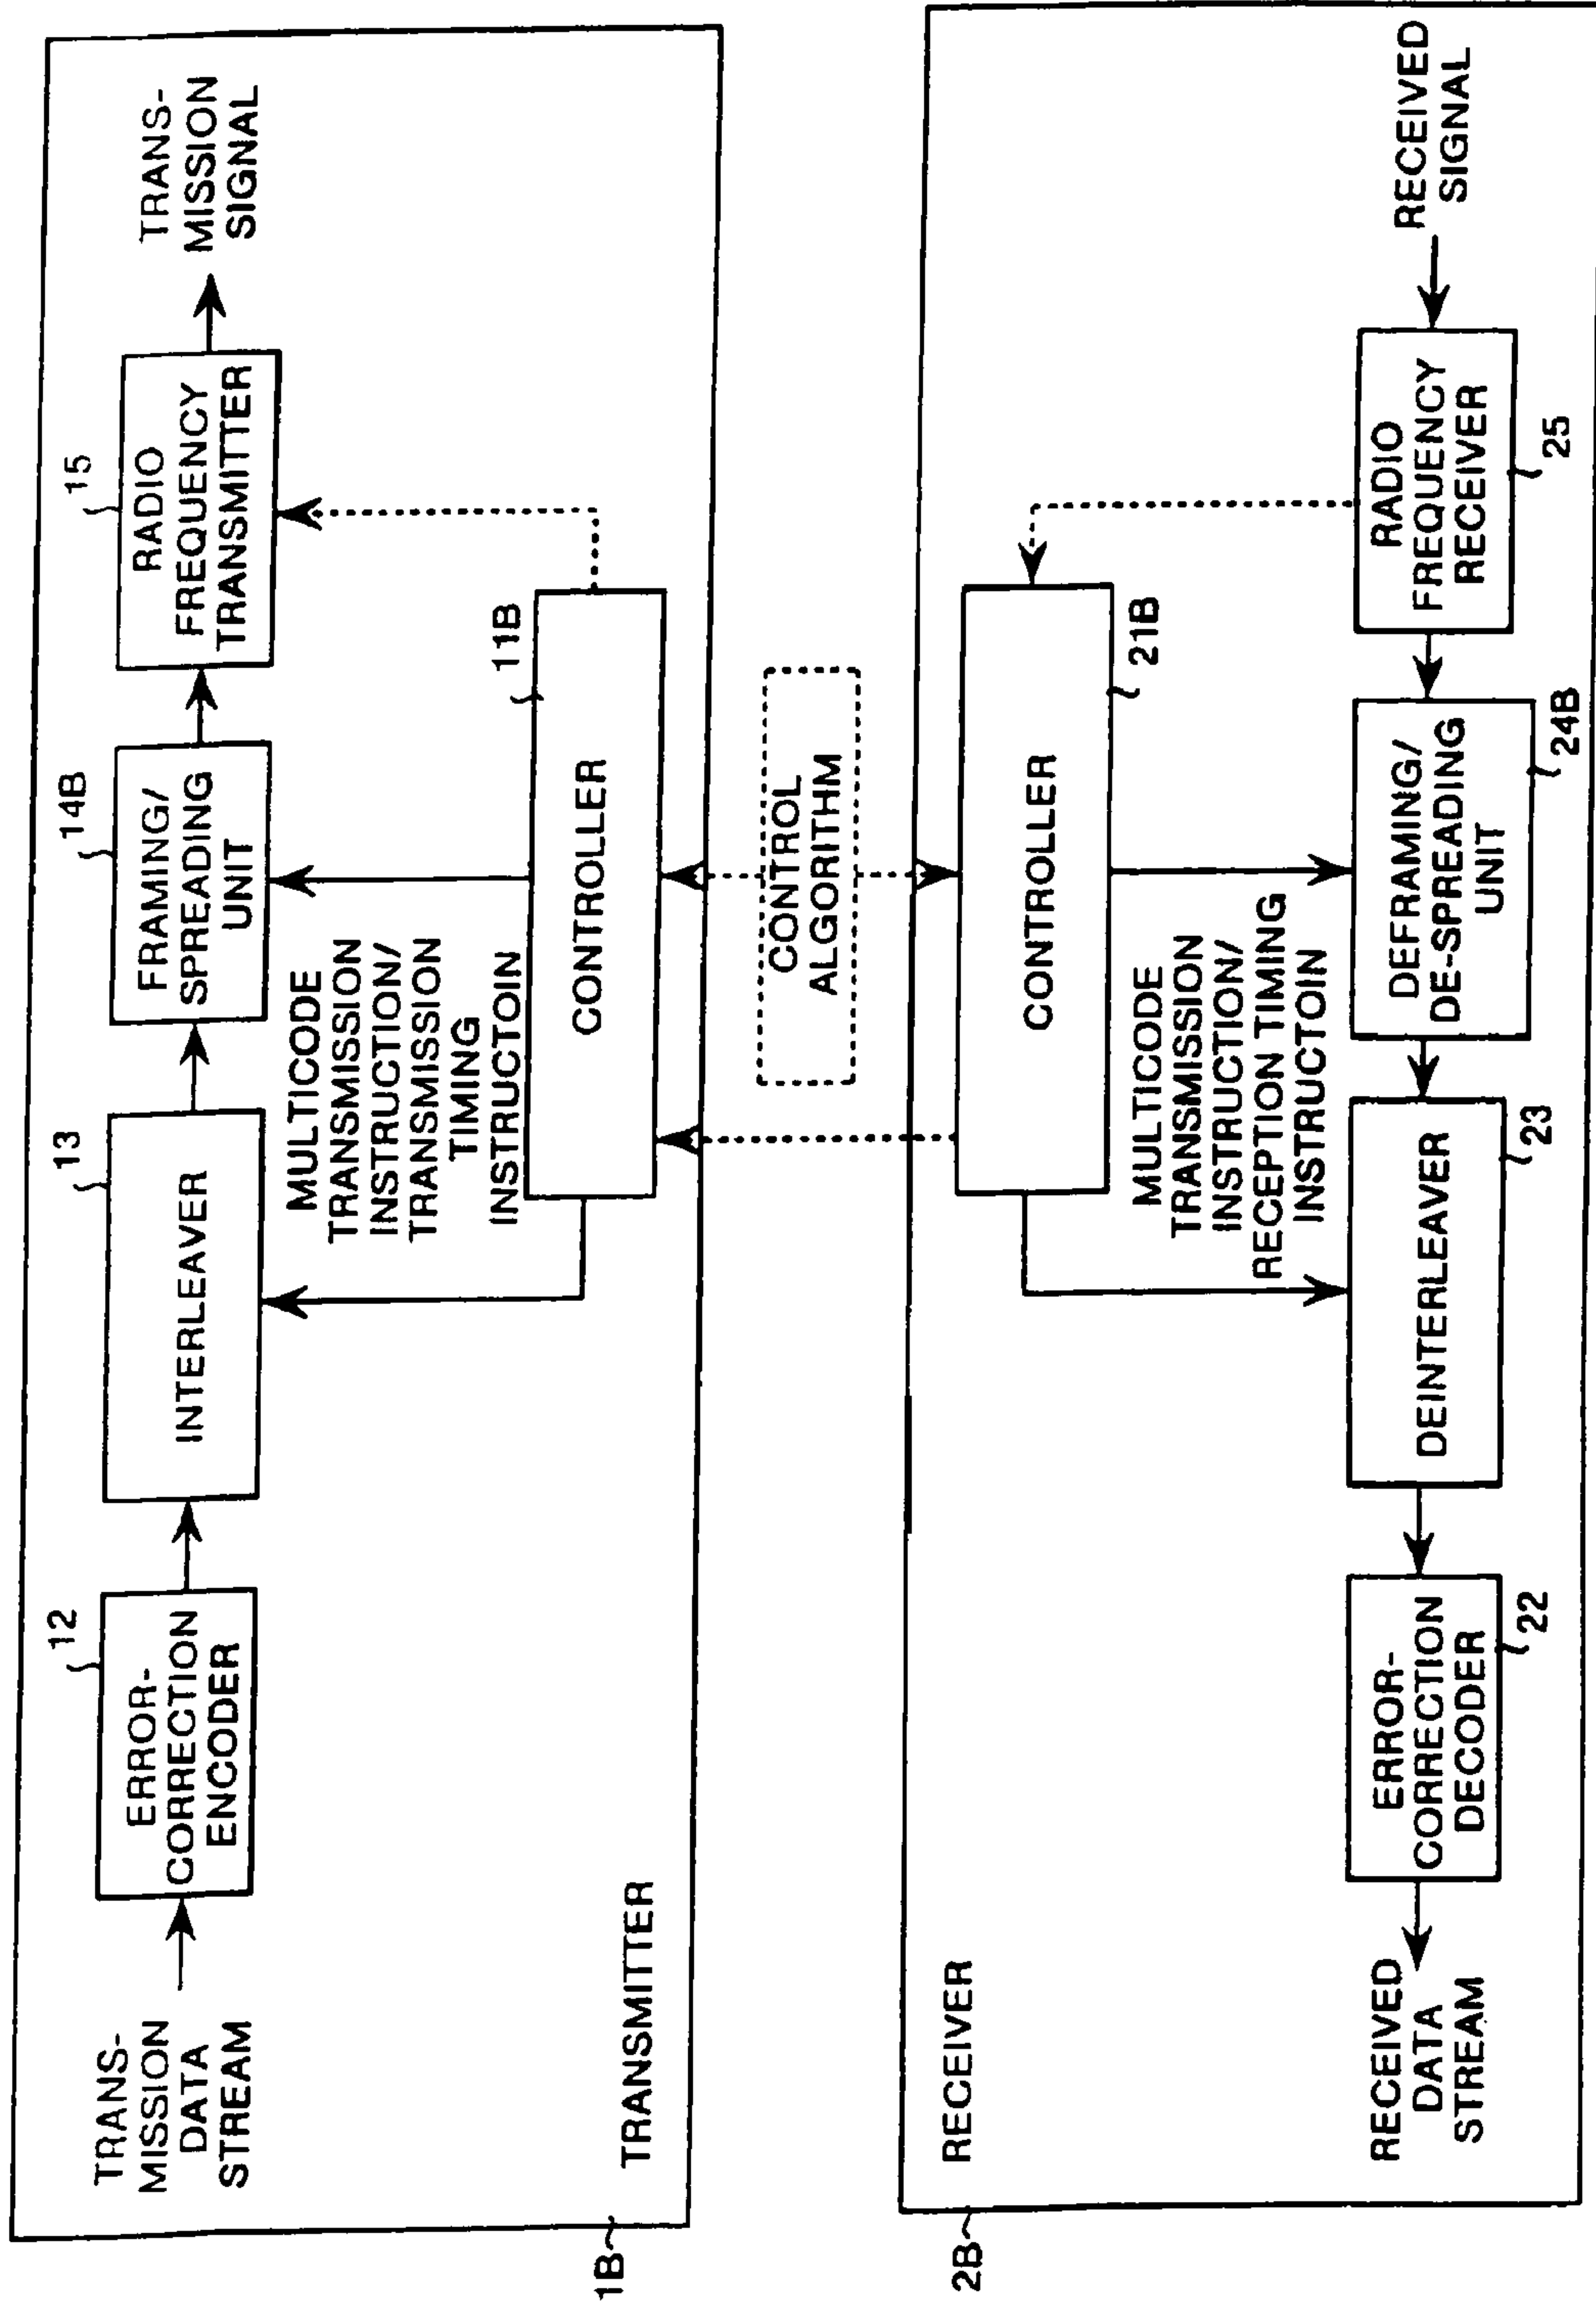 TRANS-
MISSION
DATA
STREAM
12
ERROR-
CORRECTION
ENCODER
13
INTERLEAVER
14B
FRAMING/
SPREADING
UNIT
15
RADIO
FREQUENCY
TRANSMITTER
TRANS-
MISSION
SIGNAL
MULTICODE
TRANSMISSION
INSTRUCTION/
TRANSMISSION
TIMING
INSTRUCTOIN
11B
CONTROLLER
TRANSMITTER
1B
CONTROL
ALGORITHM
2B
RECEIVER
CONTROLLER
21B
MULTICODE
TRANSMISSION
INSTRUCTION/
RECEPTION TIMING
INSTRUCTOIN
RECEIVED
DATA
STREAM
ERROR-
CORRECTION
DECODER
22
DEINTERLEAVER
23
DEFRAMING/
DE-SPREADING
UNIT
24B
RADIO
FREQUENCY
RECEIVER
25
RECEIVED
SIGNAL